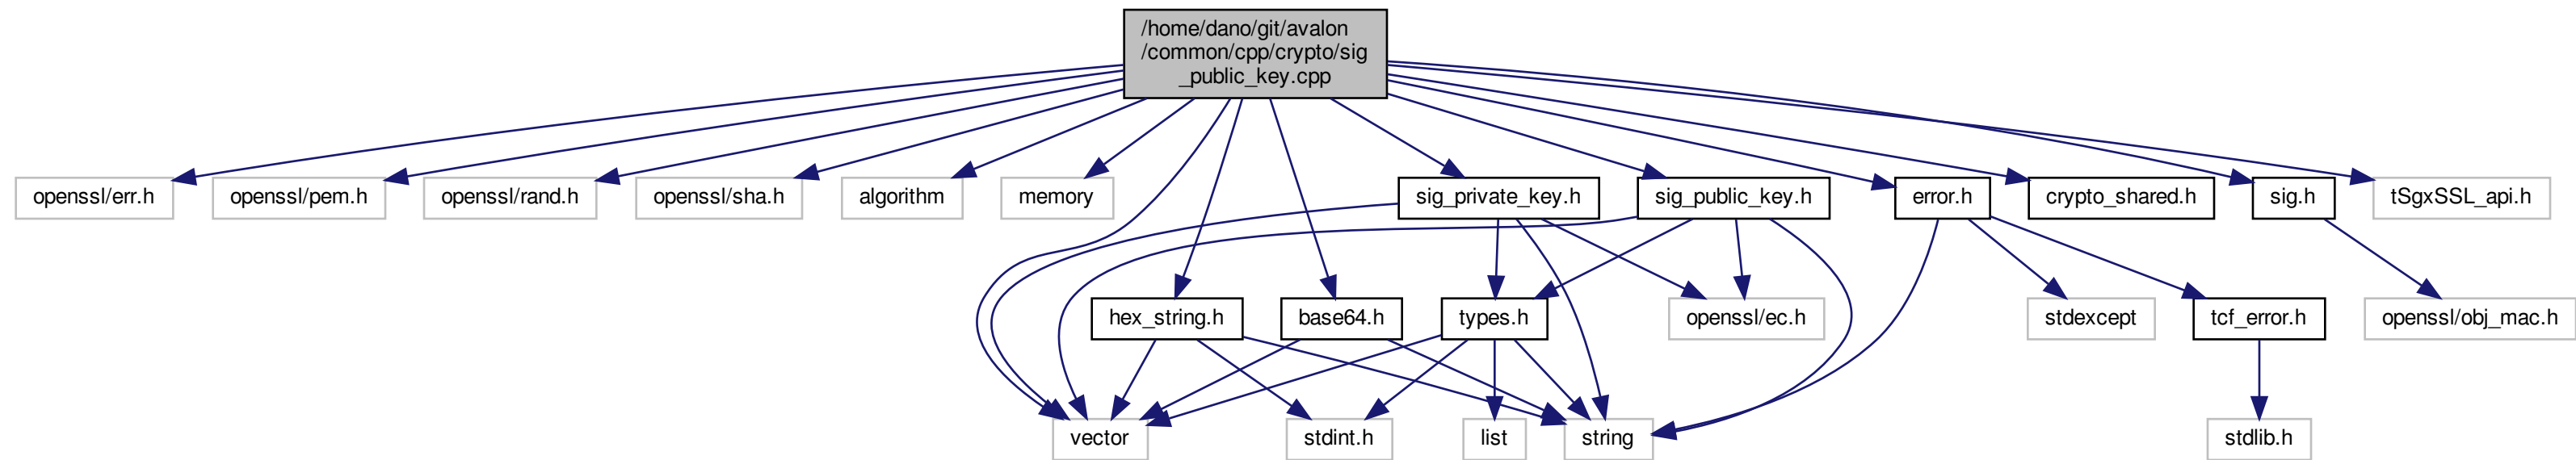 /home/dano/git/avalon
/common/cpp/crypto/sig
_public_key.cpp
openssl/err.h
openssl/pem.h
openssl/rand.h
openssl/sha.h
algorithm
memory
sig_private_key.h
sig_public_key.h
error.h
crypto_shared.h
sig.h
tSgxSSL_api.h
hex_string.h
base64.h
types.h
openssl/ec.h
stdexcept
tcf_error.h
openssl/obj_mac.h
vector
stdint.h
list
string
stdlib.h